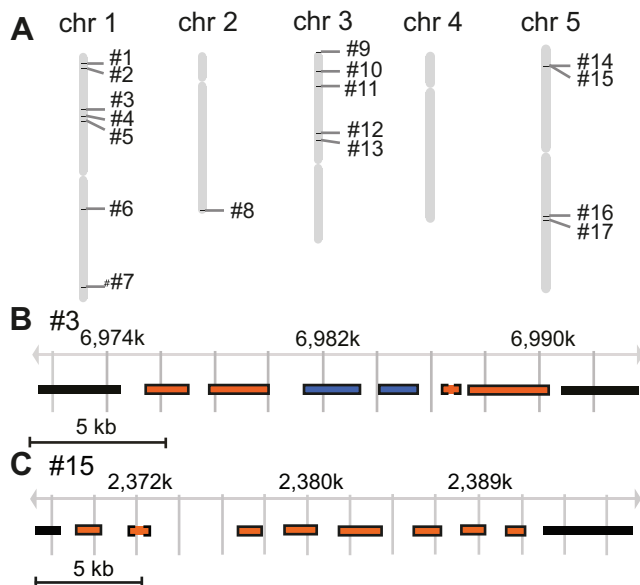 A
chr 1 chr 2 chr 3 chr 4 chr 5
#1
#2
#3
#4
#5
#6
##7
#8
#9
#10
#11
#12
#13
#14
#15
#16
#17
B #3
6,974k 6,982k 6,990k
5 kb
C #15
2,372k 2,380k 2,389k
5 kb